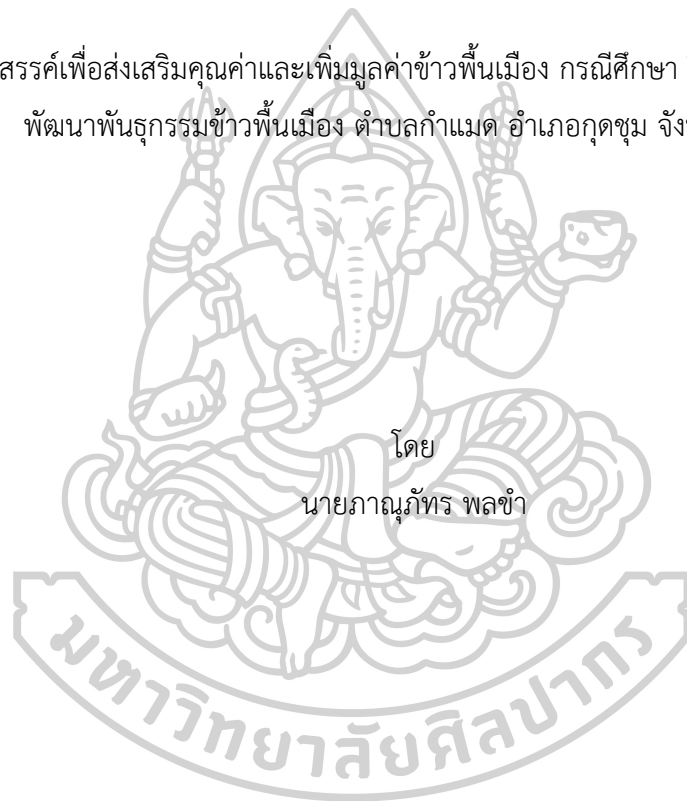 สรรค์เพื่อส่งเสริมคุณค่าและเพิ่มมูลค่าข้าวพื้นเมือง กรณีศึกษา
พัฒนาพันธุกรรมข้าวพื้นเมือง ตำบลกำแมด อำเภอกุดชุม
โดย
นายภาณุภัทร พลขำ
มหาวิทยาลัยศิลปากร